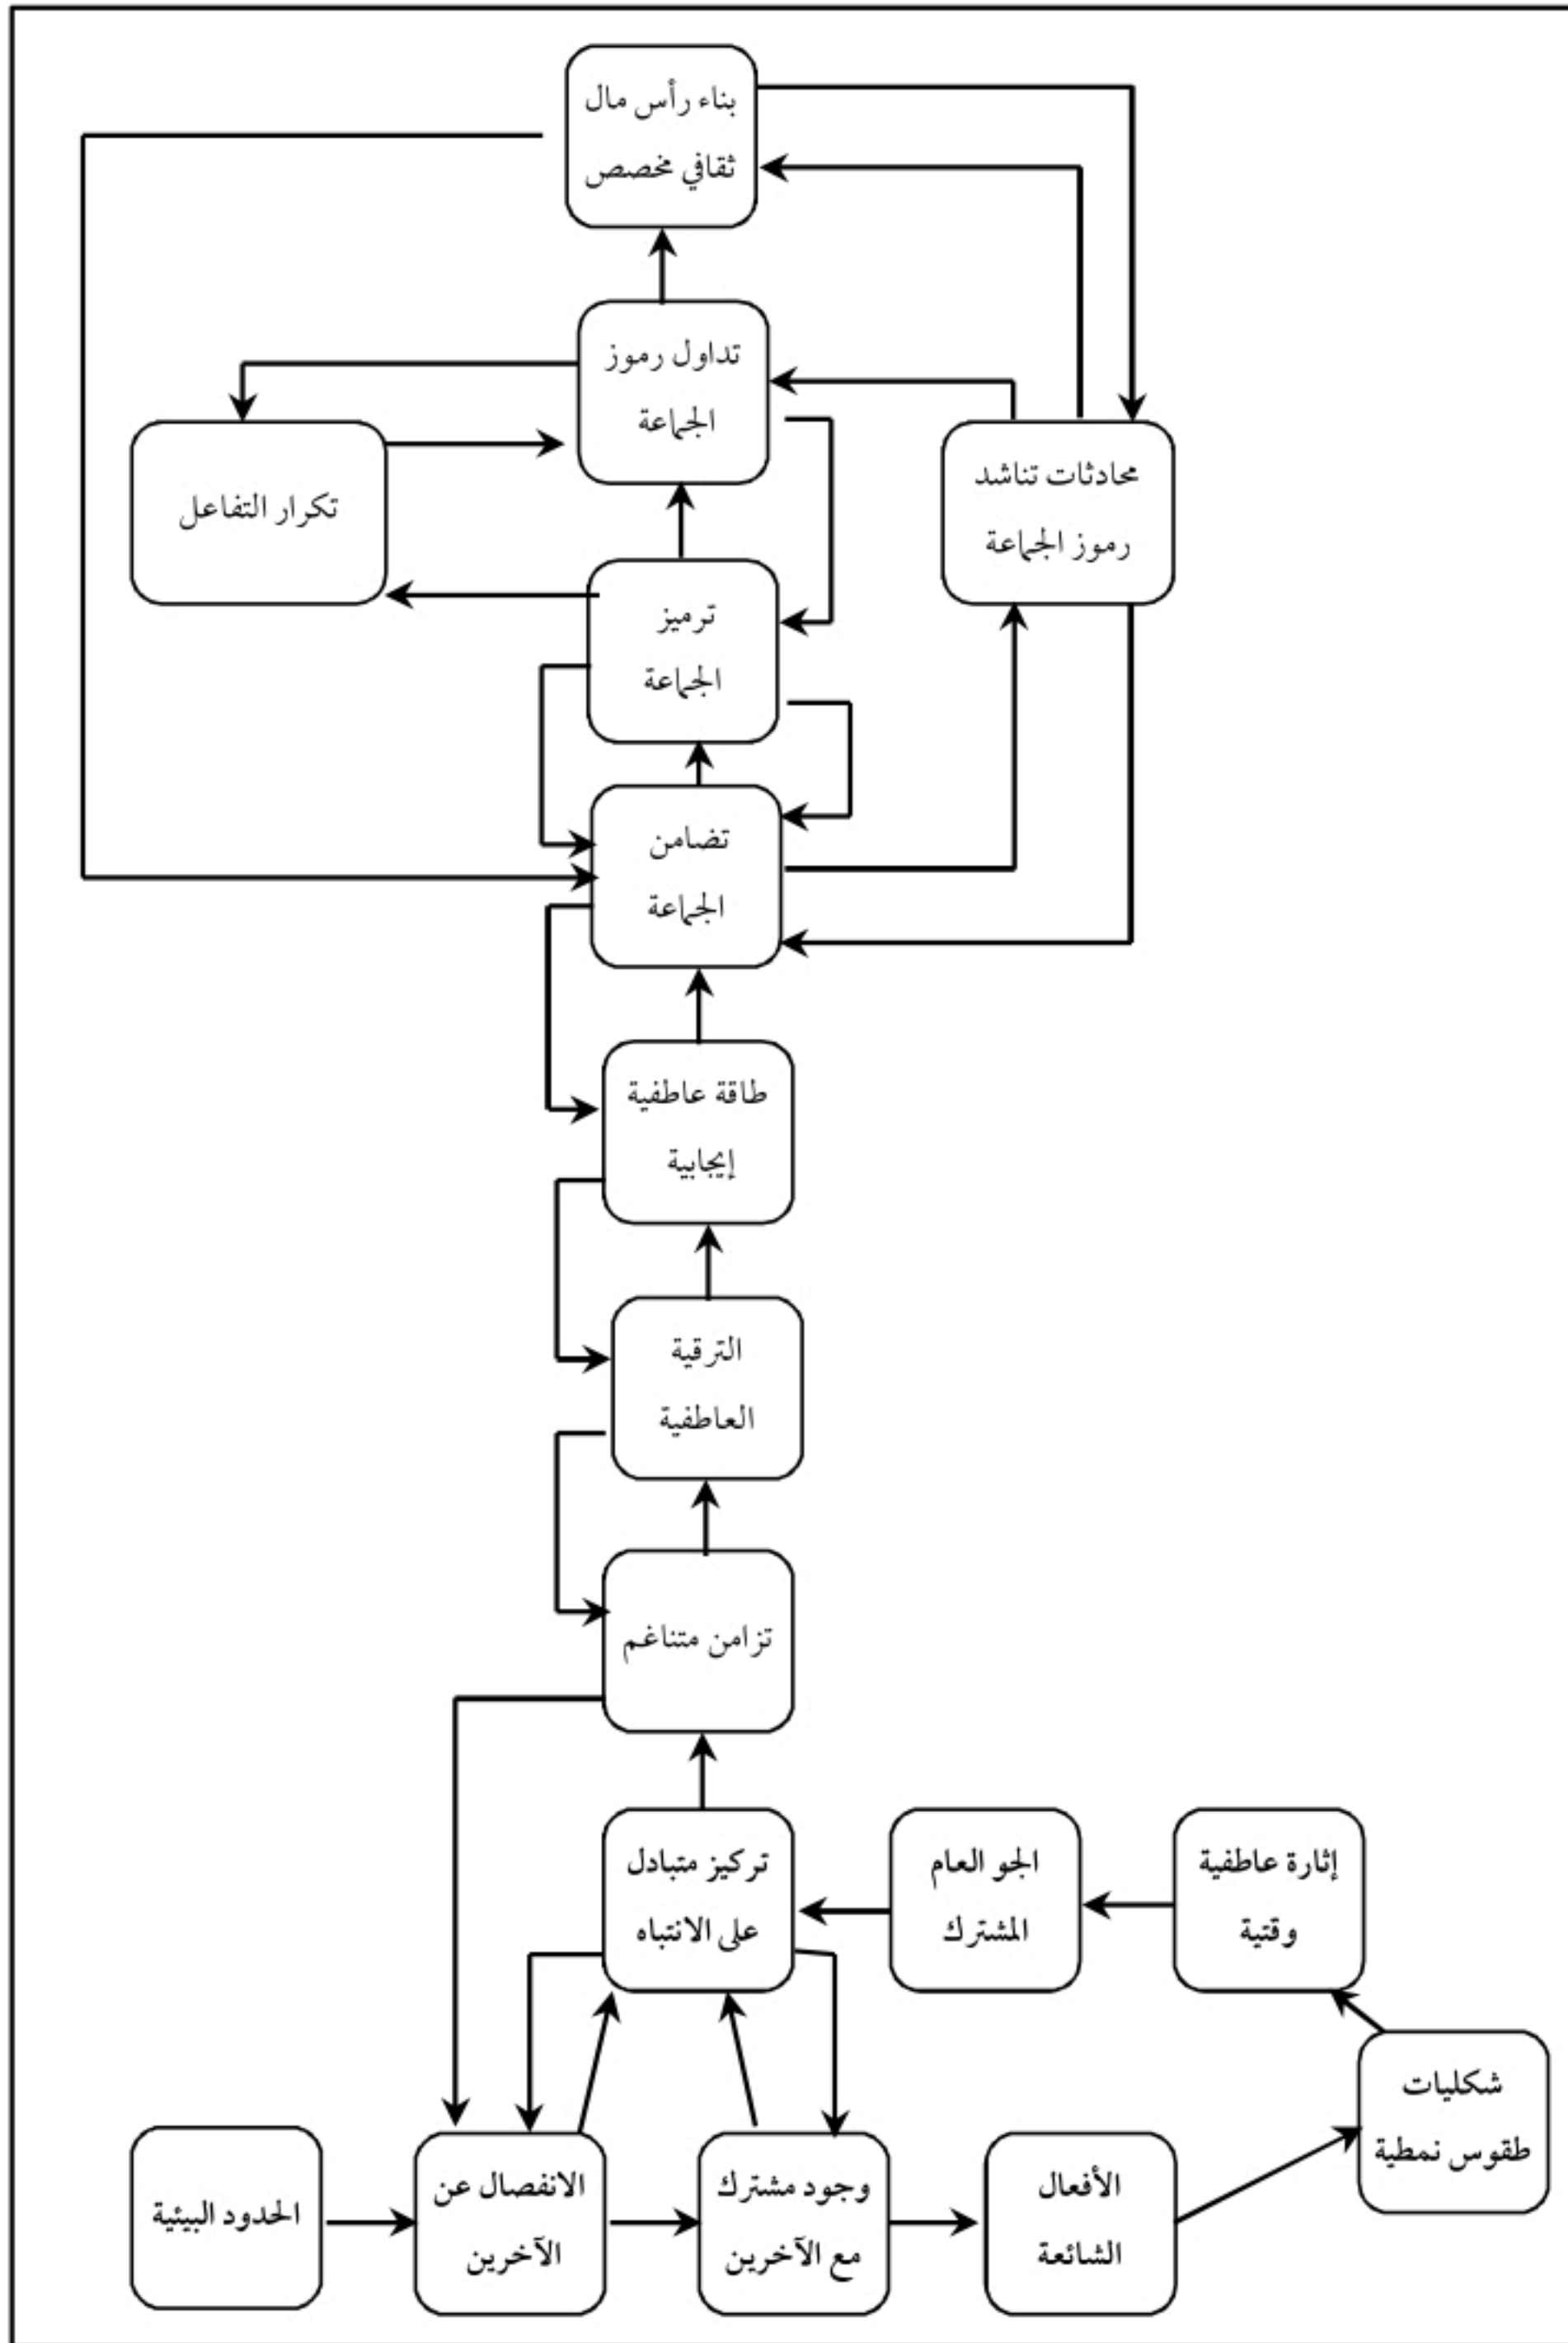 بناء رأس مال
ثقافي مخصص
تداول رموز
الجماعة
محادثات تناشد
رموز الجماعة
تكرار التفاعل
ترميز
الجماعة
تضامن
الجماعة
طاقة عاطفية
إيجابية
الترقية
العاطفية
تزامن متناغم
إثارة عاطفية
وقتية
الجو العام
المشترك
تركيز متبادل
على الانتباه
شكليات
طقوس نمطية
الأفعال
الشائعة
وجود مشترك
مع الآخرين
الانفصال عن
الآخرين
الحدود البيئية